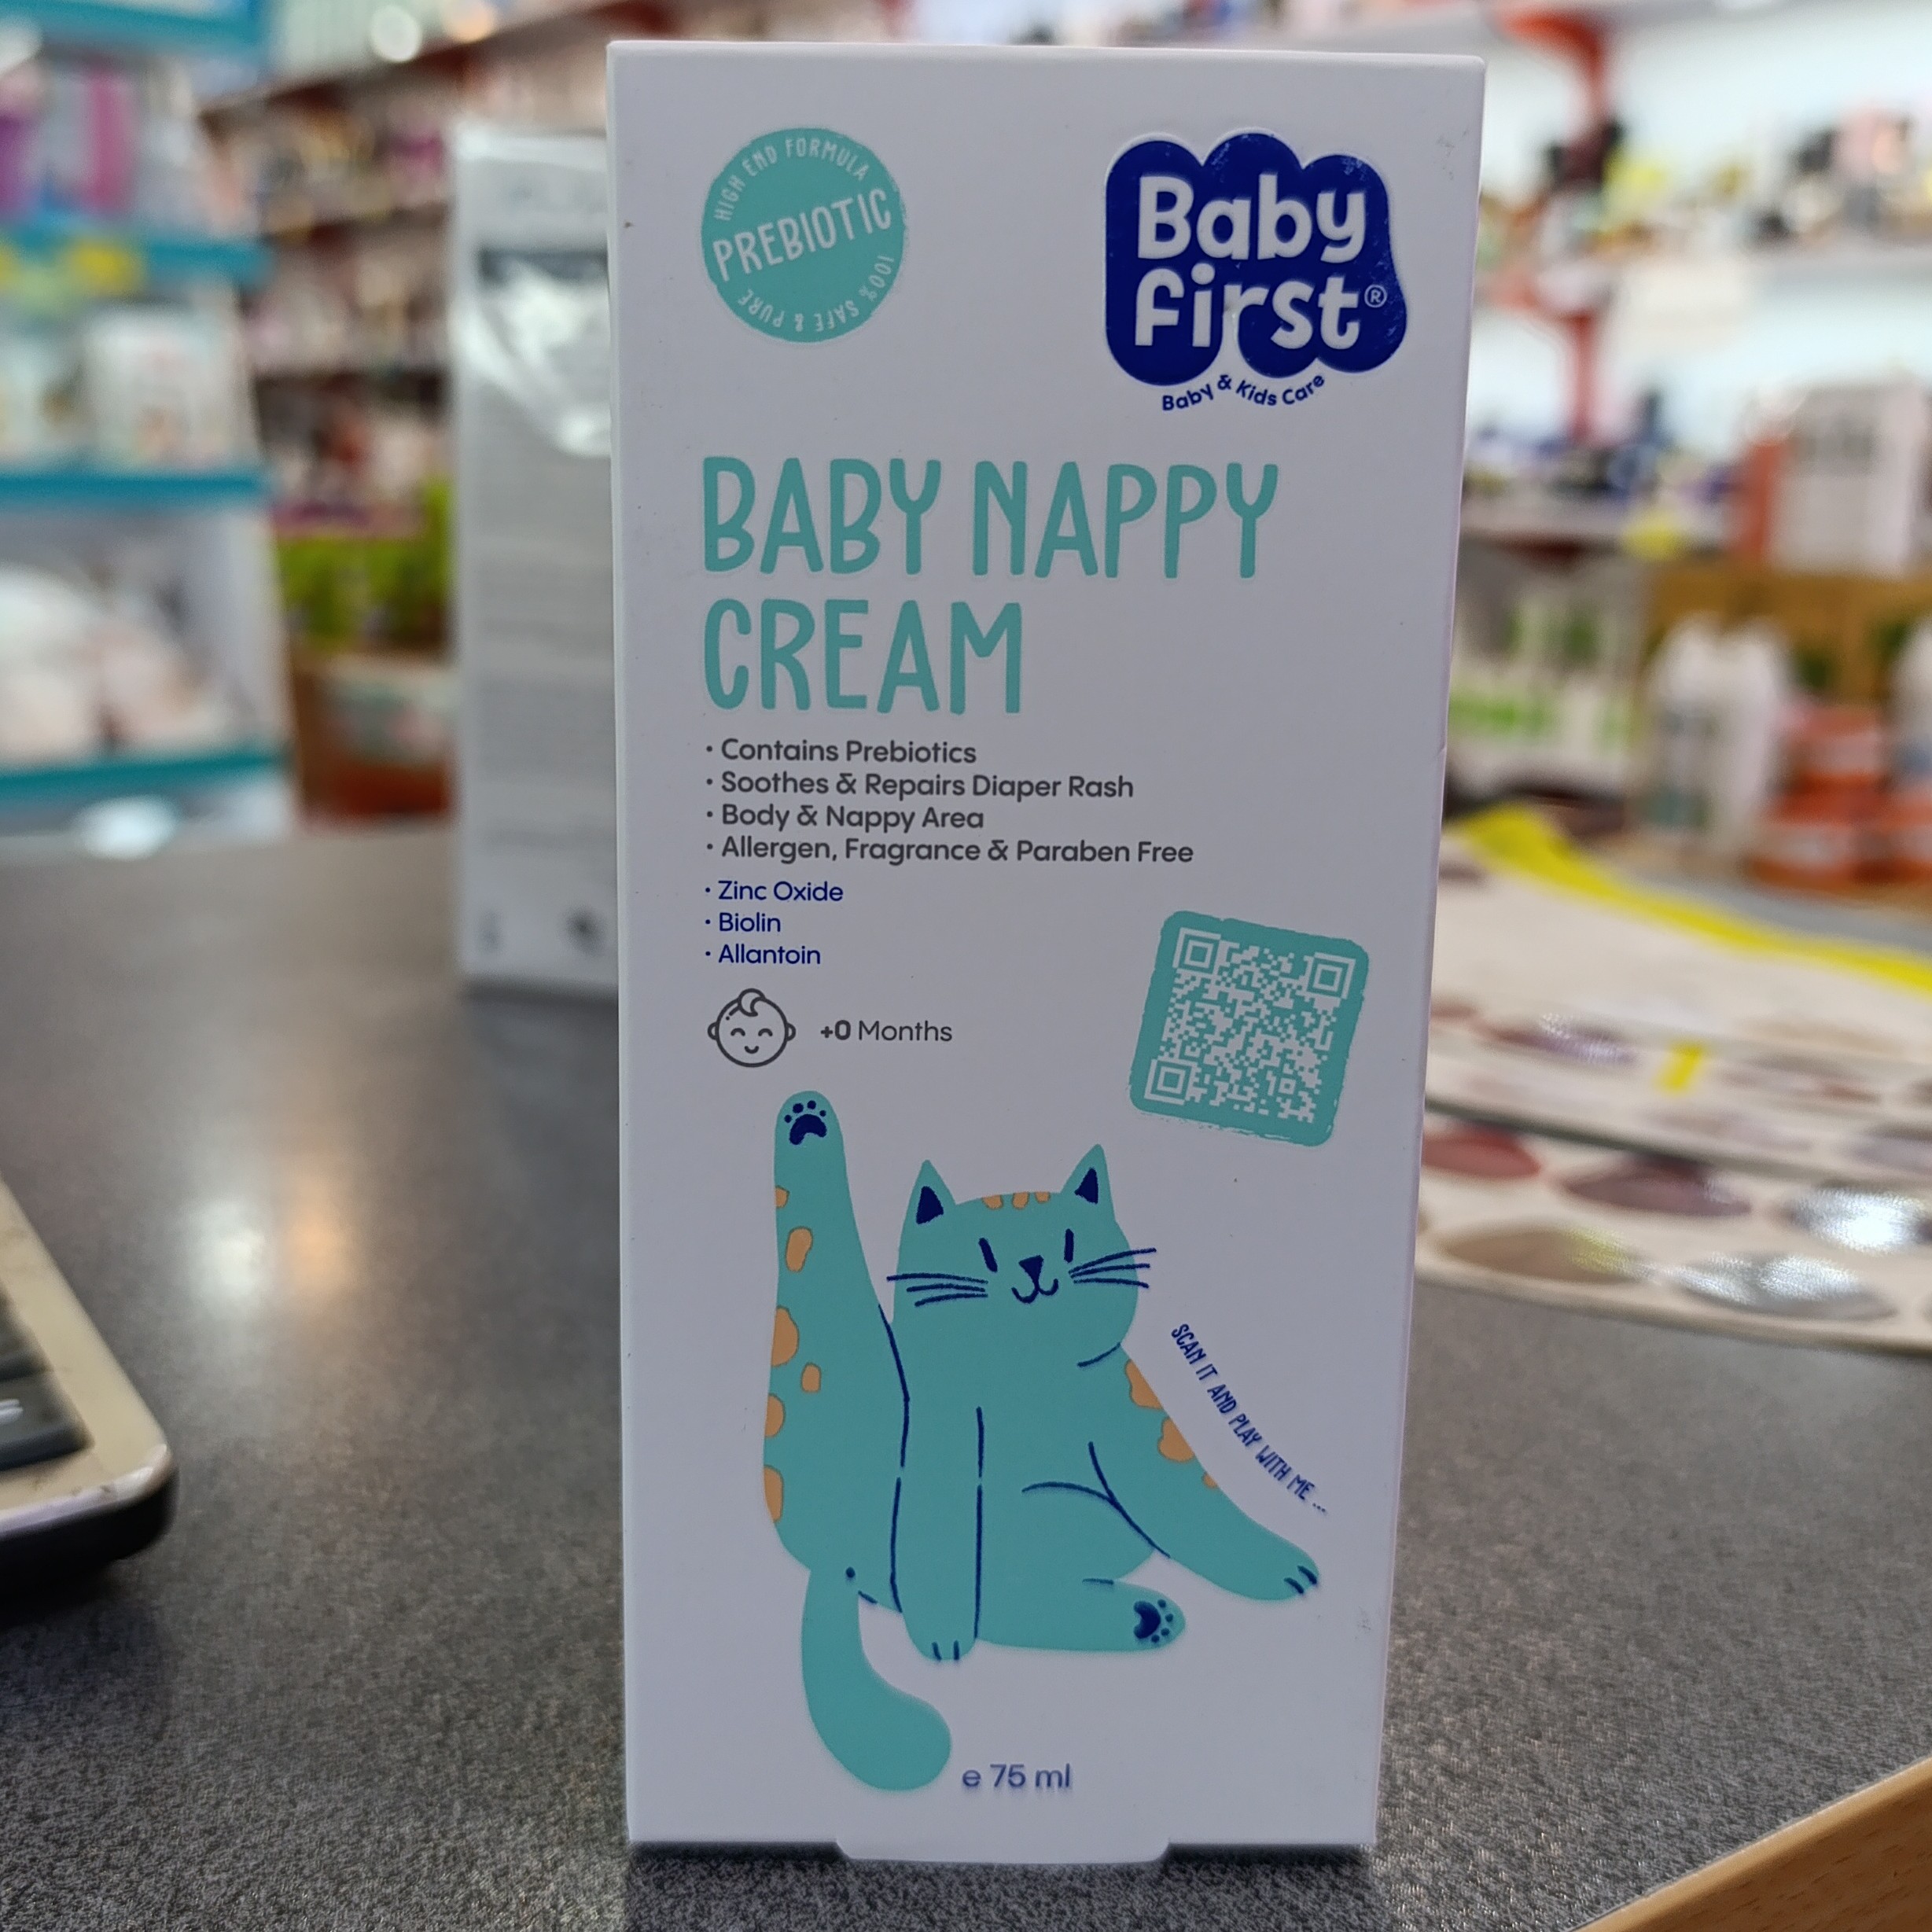 HIGH END FORMULA
PREBIOTIC
100% SAFE & PURE
Baby
first®
Baby & Kids Care
BABY NAPPY
CREAM
• Contains Prebiotics
• Soothes & Repairs Diaper Rash
• Body & Nappy Area
• Allergen, Fragrance & Paraben Free
• Zinc Oxide
• Biolin
• Allantoin
+0 Months
SCAN IT AND PLAY WITH ME ...
e 75 ml